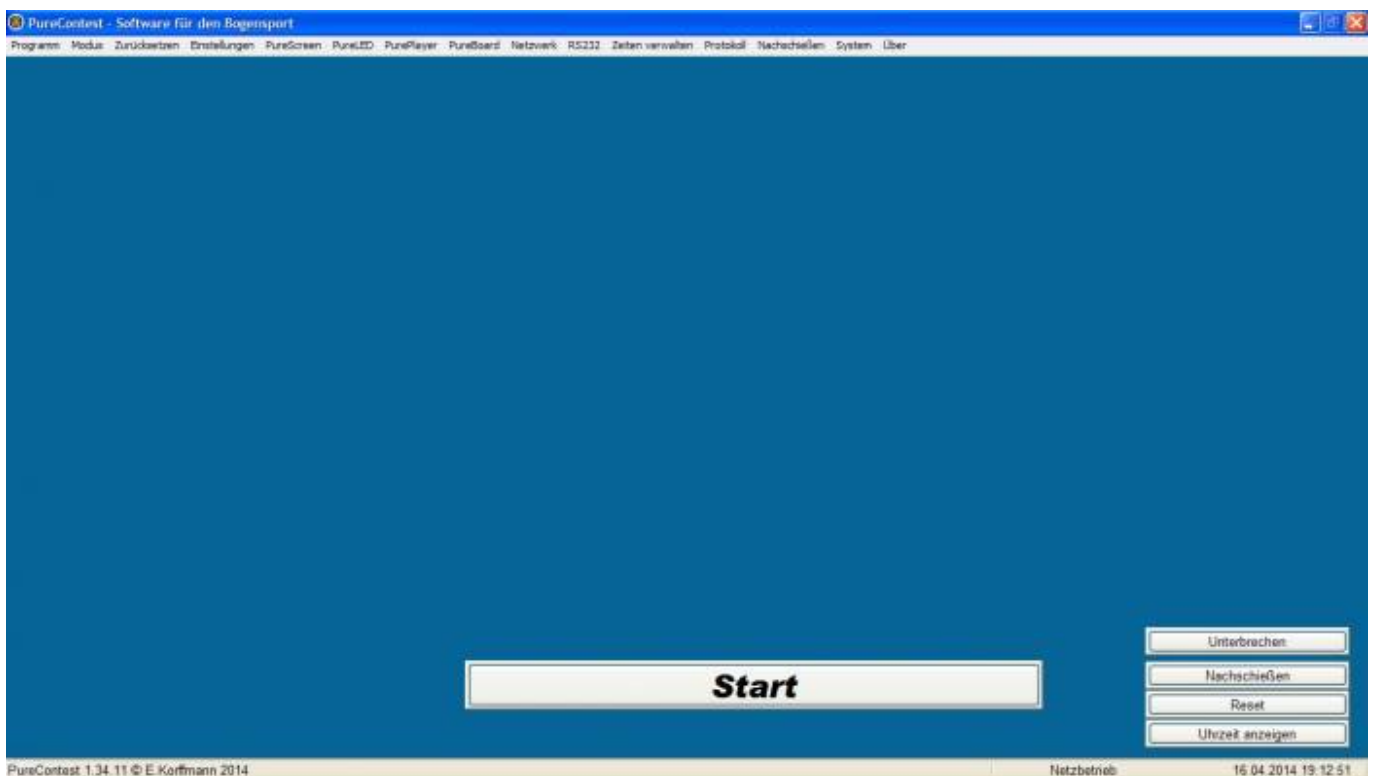 PureContest - Software für den Bogensport
Programm Modus Zurücksetzen Einstellungen PureScreen PureLED PurePlayer PureBoard Netzwerk RS232 Zeiten verwalten Protokoll Nachschießen System Über
Unterbrechen
Start
Nachschießen
Reset
Uhrzeit anzeigen
PureContest 1.34.11 © E.Korffmann 2014 Netzbetrieb 16.04.2014 19:12:51